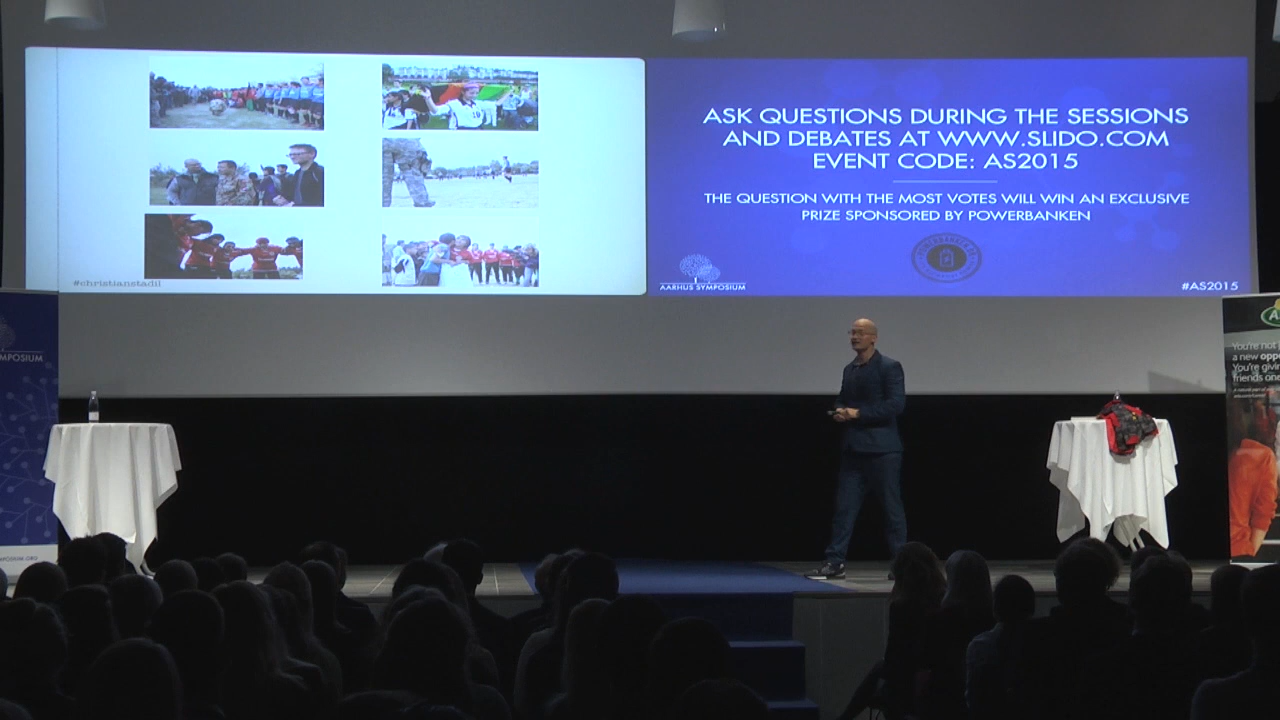 #christianstadil
ASK QUESTIONS DURING THE SESSIONS
AND DEBATES AT WWW.SLIDO.COM
EVENT CODE: AS2015
THE QUESTION WITH THE MOST VOTES WILL WIN AN EXCLUSIVE
PRIZE SPONSORED BY POWERBANKEN
AARHUS SYMPOSIUM
#AS2015
MPOSIUM
You're not
a new opp
You're givi
friends one